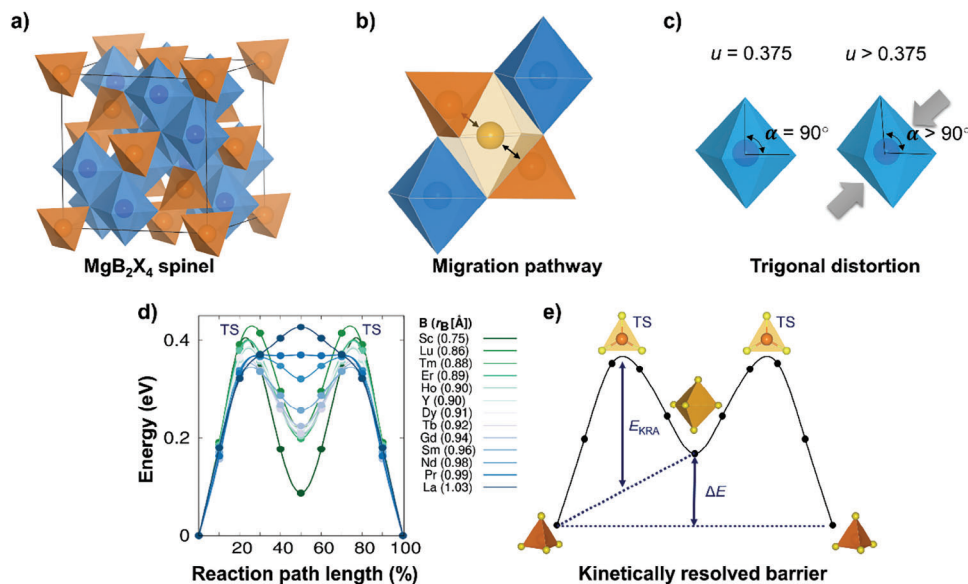 a)
MgB₂X₄ spinel
b)
Migration pathway
c)
u = 0.375
u > 0.375
α = 90°
α > 90°
Trigonal distortion
d)
TS
TS
0.4
0.2
0
Energy (eV)
20
40
60
80
100
Reaction path length (%)
B (r_B [Å])
Sc (0.75)
Lu (0.86)
Tm (0.88)
Er (0.89)
Ho (0.90)
Y (0.90)
Dy (0.91)
Tb (0.92)
Gd (0.94)
Sm (0.96)
Nd (0.98)
Pr (0.99)
La (1.03)
e)
TS
TS
E_KRA
ΔE
Kinetically resolved barrier